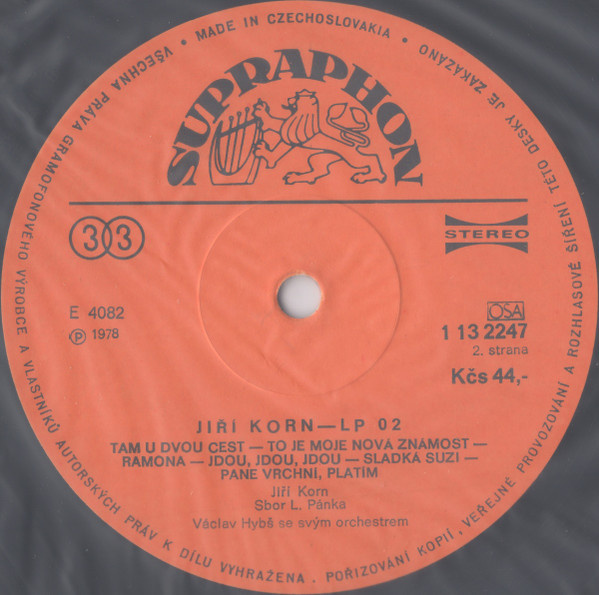 MADE IN CZECHOSLOVAKIA
SUPRAPHON
33
STEREO
E 4082
℗ 1978
OSA
1 13 2247
2. strana
Kčs 44,-
JIŘÍ KORN—LP 02
TAM U DVOU CEST — TO JE MOJE NOVÁ ZNÁMOST —
RAMONA — JDOU, JDOU, JDOU — SLADKÁ SUZI —
PANE VRCHNÍ, PLATÍM
Jiří Korn
Sbor L. Pánka
Václav Hybš se svým orchestrem
VŠECHNA PRÁVA GRAMOFONOVÉHO VÝROBCE A VLASTNÍKŮ AUTORSKÝCH PRÁV K DÍLU VYHRAŽENA . POŘIZOVÁNÍ KOPIÍ, VEŘEJNÉ PROVOZOVÁNÍ A ROZHLASOVÉ ŠÍŘENÍ TÉTO DESKY JE ZAKÁZÁNO